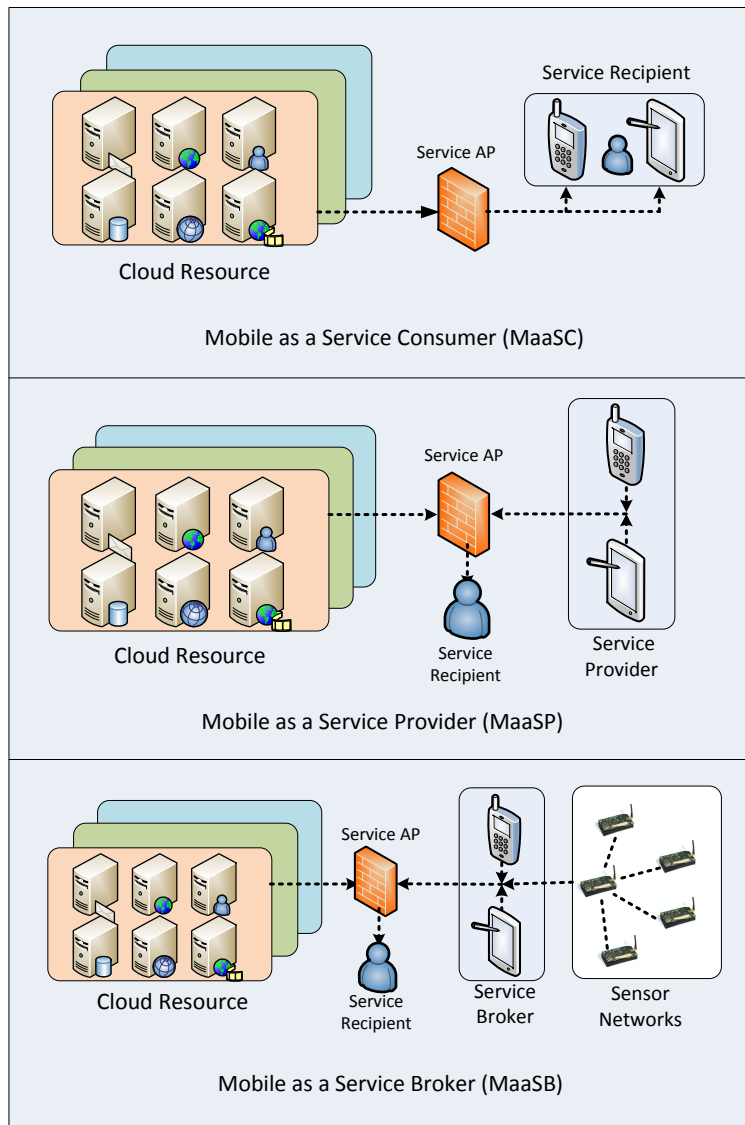 Service Recipient
Service AP
Cloud Resource
Mobile as a Service Consumer (MaaSC)
Service AP
Service
Recipient
Service
Provider
Cloud Resource
Mobile as a Service Provider (MaaSP)
Service AP
Cloud Resource
Service
Recipient
Service
Broker
Sensor
Networks
Mobile as a Service Broker (MaaSB)